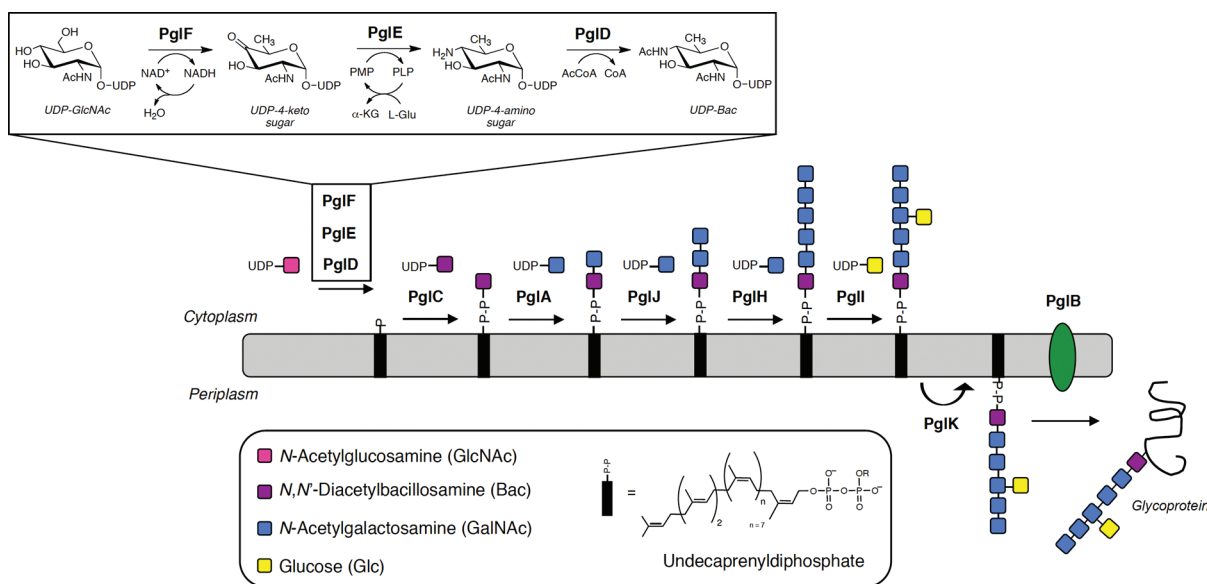 PglF
PglE
PglD
OH
HO
HO
O
AcHN
O–UDP
NAD⁺
NADH
H₂O
UDP-GlcNAc
O
CH₃
O
HO
AcHN
O–UDP
PMP
PLP
α-KG
L-Glu
UDP-4-keto
sugar
CH₃
H₂N
O
HO
AcHN
O–UDP
AcCoA
CoA
UDP-4-amino
sugar
CH₃
AcHN
O
HO
AcHN
O–UDP
UDP-Bac
PglF
PglE
PglD
UDP
UDP
UDP
UDP
UDP
UDP
PglC
PglA
PglJ
PglH
PglI
PglB
Cytoplasm
P
P-P
P-P
P-P
P-P
P-P
Periplasm
P-P
PglK
N-Acetylglucosamine (GlcNAc)
N,N'-Diacetylbacillosamine (Bac)
N-Acetylgalactosamine (GalNAc)
Glucose (Glc)
P-P
=
2
n
n = 7
O⁻ OR
O–P–O–P–O⁻
O O
Undecaprenyldiphosphate
Glycoprotein